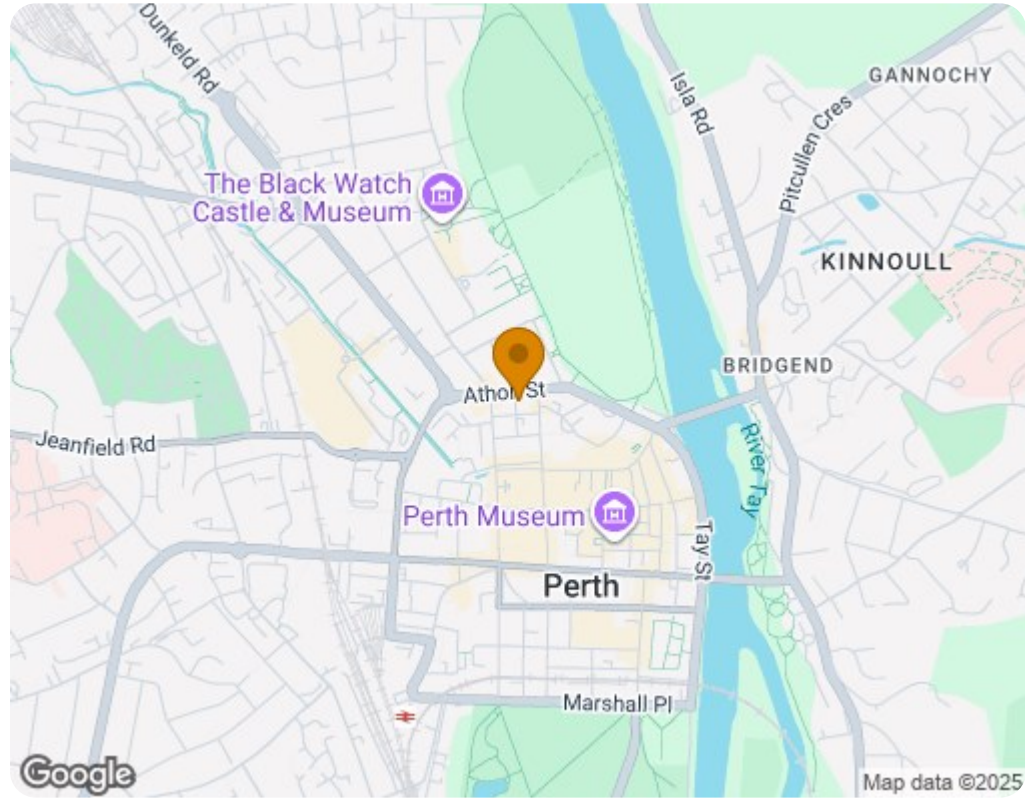 Dunkeld Rd
Isla Rd
GANNOCHY
Pitcullen Cres
The Black Watch
Castle & Museum
KINNOULL
BRIDGEND
Atholl St
Jeanfield Rd
River Tay
Perth Museum
Tay St
Perth
Marshall Pl
Google
Map data ©2025